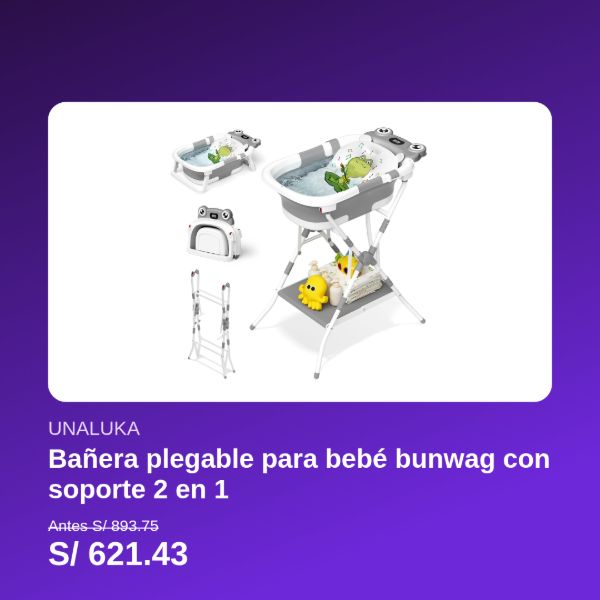 UNALUKA
Bañera plegable para bebé bunwag con
soporte 2 en 1
Antes S/ 893.75
S/ 621.43